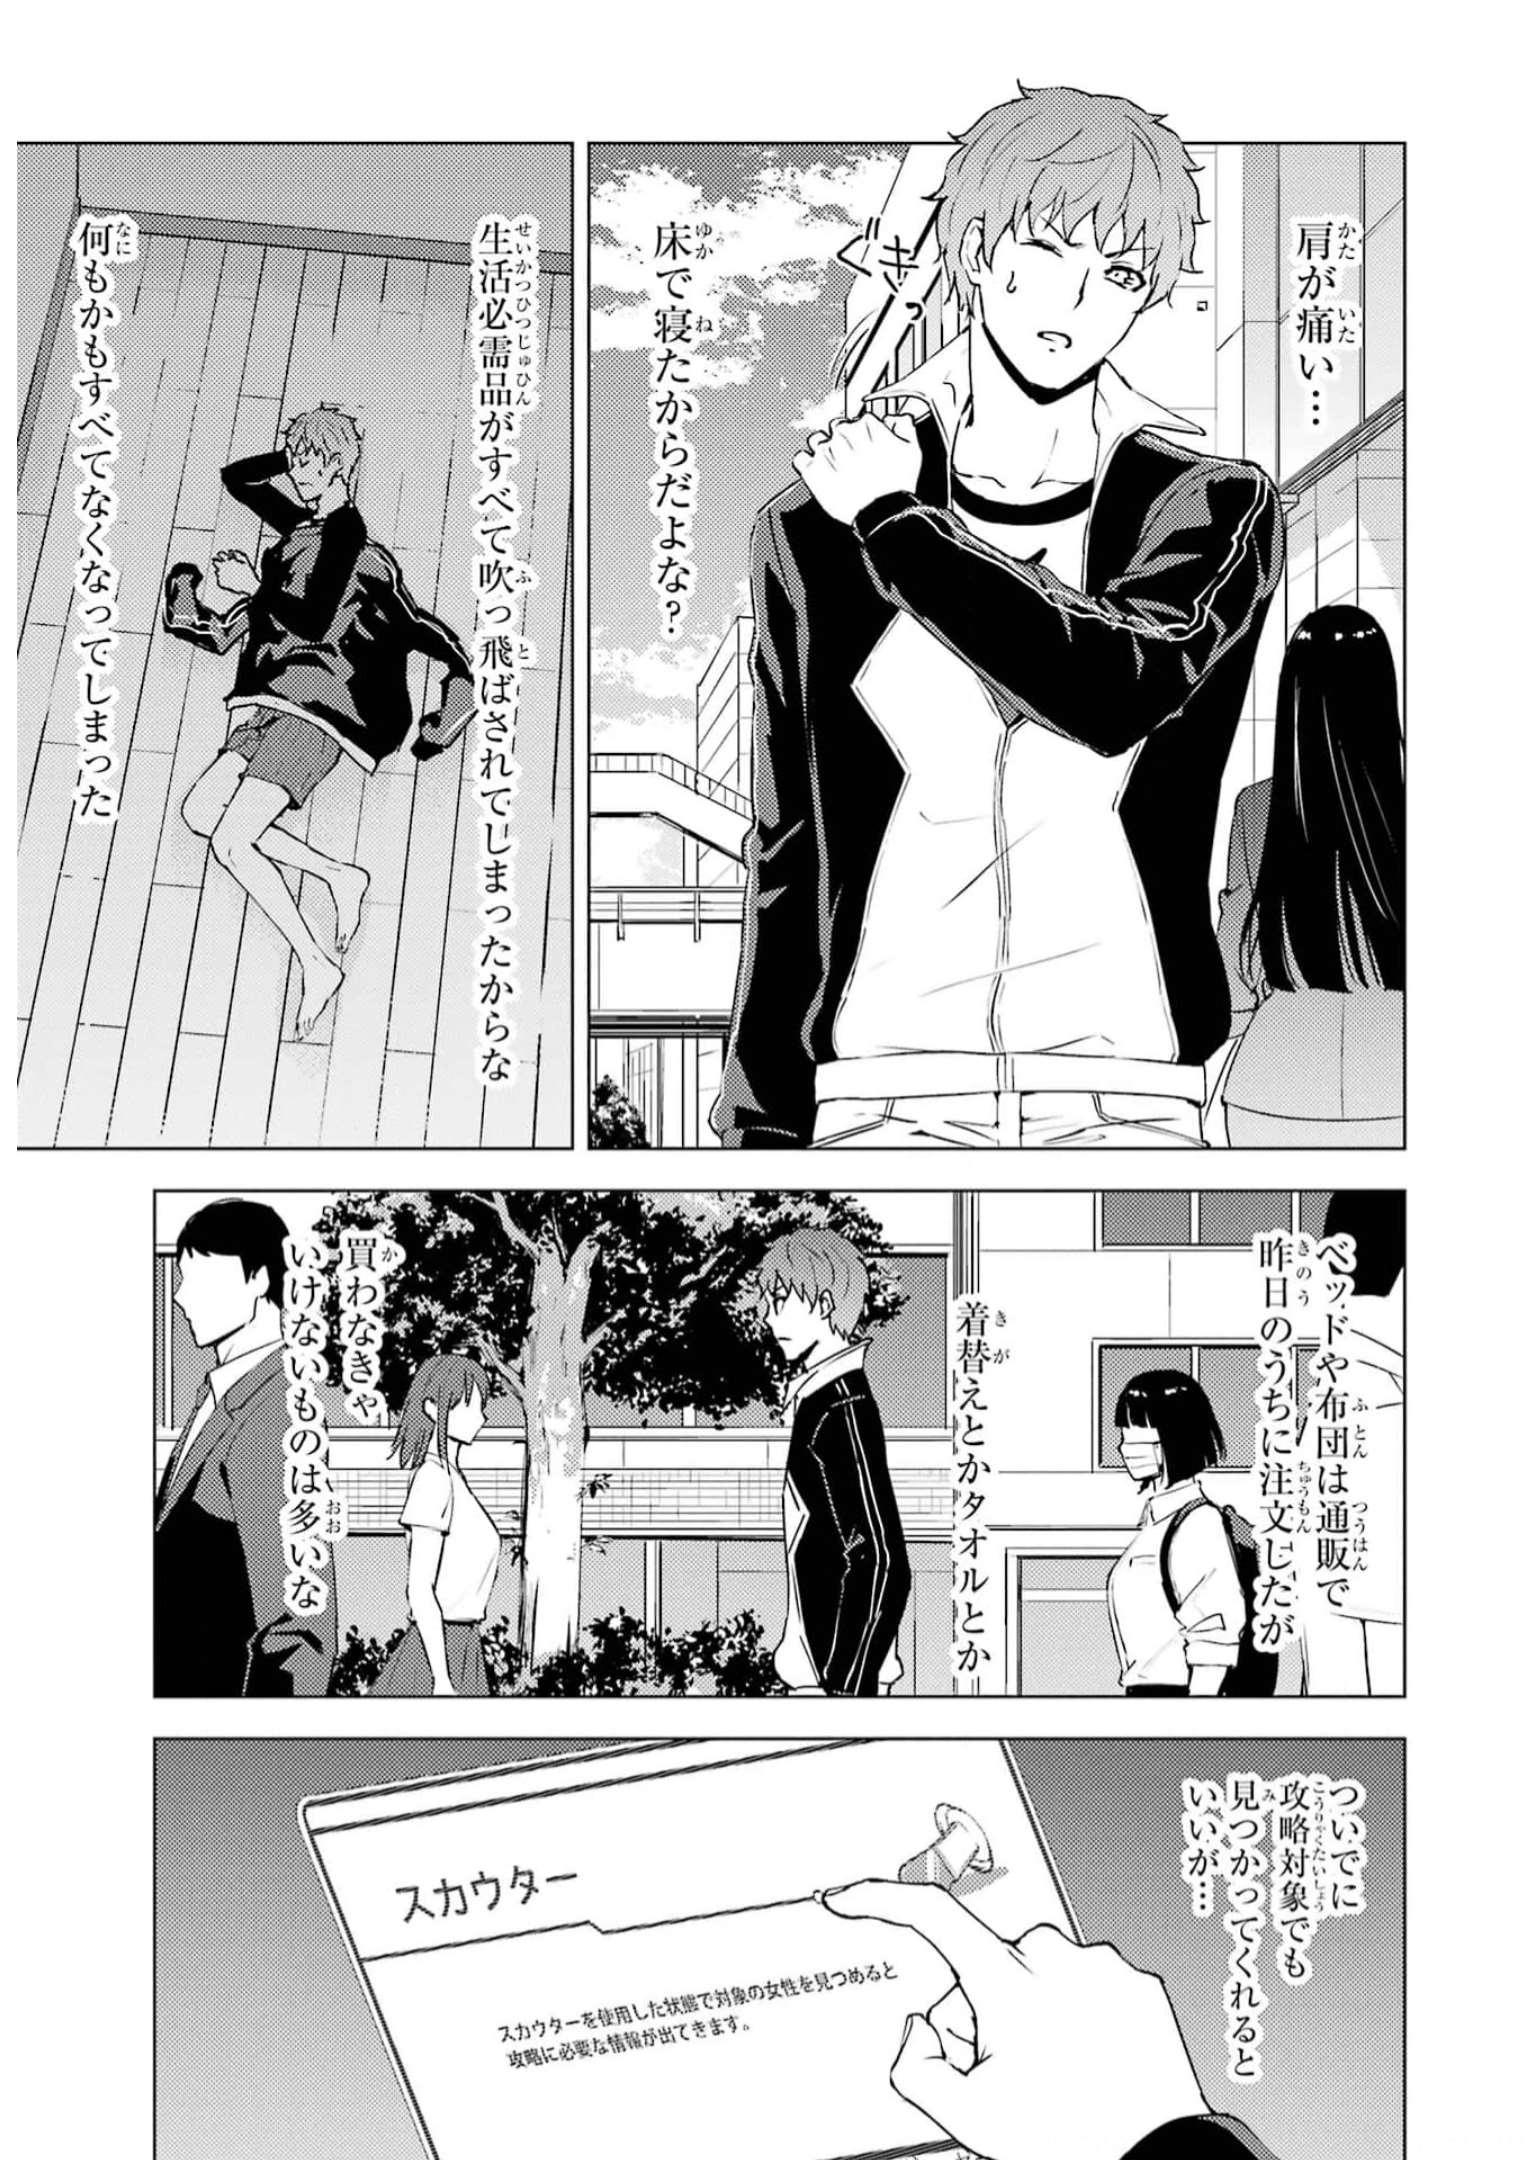 肩が痛い…
ぐきっ
床で寝たからだよな?
生活必需品がすべて吹っ飛ばされてしまったからな
何もかもすべてなくなってしまった
ベッドや布団は通販で
昨日のうちに注文したが
着替えとかタオルとか
買わなきゃ
いけないものは多いな
ついでに
攻略対象でも
見つかってくれると
いいが…
スカウター
スカウターを使用した状態で対象の女性を見つめると
攻略に必要な情報が出てきます。